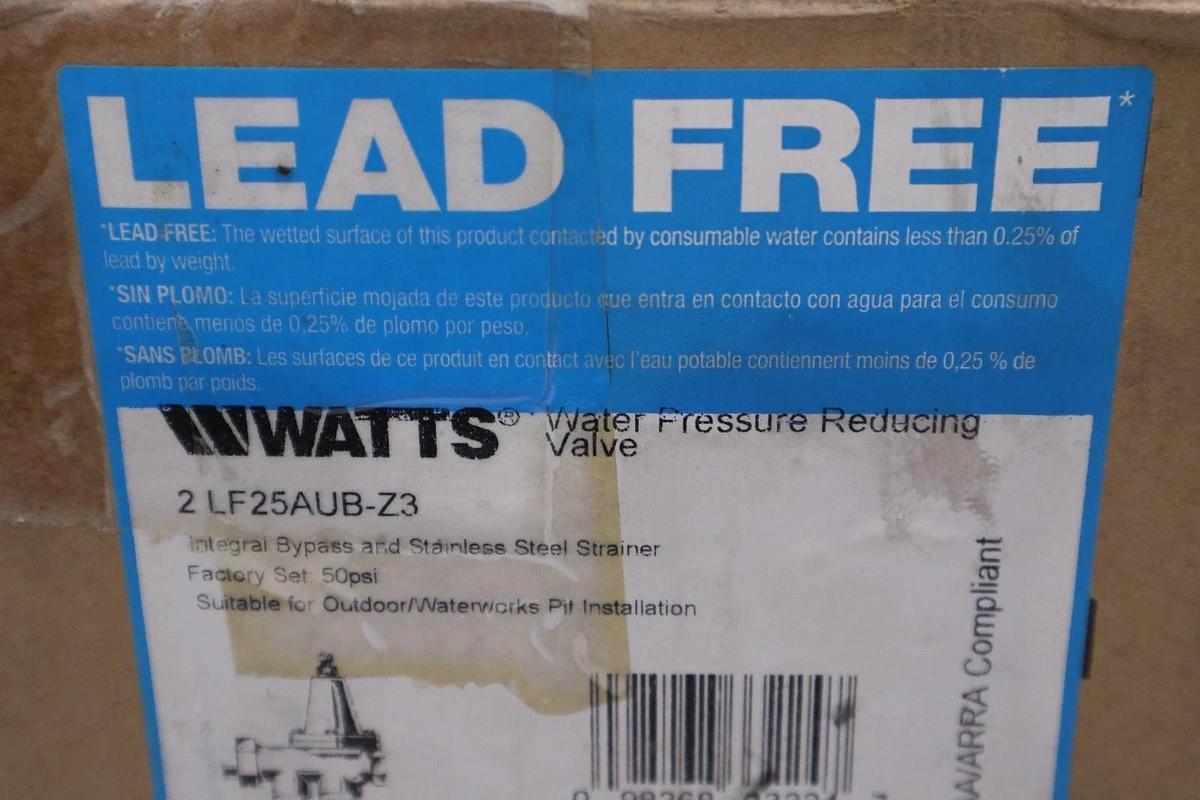 LEAD FREE*
*LEAD FREE: The wetted surface of this product contacted by consumable water contains less than 0.25% of
lead by weight.
*SIN PLOMO: La superficie mojada de este producto que entra en contacto con agua para el consumo
contiene menos de 0,25% de plomo por peso.
*SANS PLOMB: Les surfaces de ce produit en contact avec l'eau potable contiennent moins de 0,25 % de
plomb par poids.
WATTS® Water Pressure Reducing
Valve
2 LF25AUB-Z3
Integral Bypass and Stainless Steel Strainer
Factory Set: 50psi
Suitable for Outdoor/Waterworks Pit Installation
Compliant